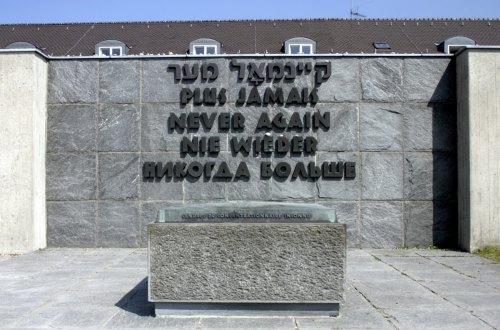 קיינמאָל מער
PLUS JAMAIS
NEVER AGAIN
NIE WIEDER
НИКОГДА БОЛЬШЕ